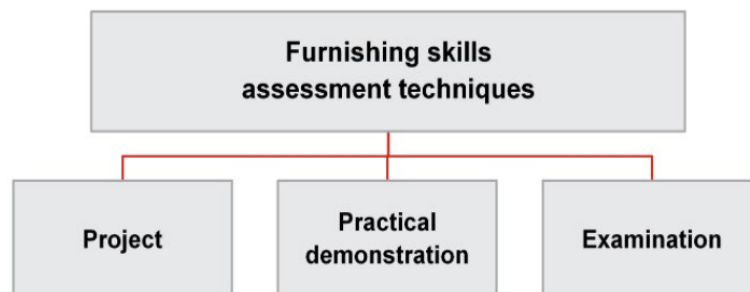 Furnishing skills
assessment techniques
Project
Practical
demonstration
Examination